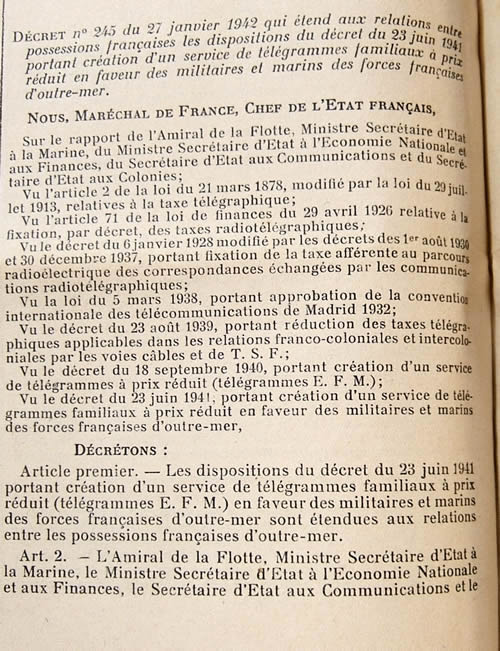 DÉCRET n° 245 du 27 janvier 1942 qui étend aux relations entre
possessions françaises les dispositions du décret du 23 juin 1941
portant création d'un service de télégrammes familiaux à prix
réduit en faveur des militaires et marins des forces françaises
d'outre-mer.
NOUS, MARÉCHAL DE FRANCE, CHEF DE L'ETAT FRANÇAIS,
Sur le rapport de l'Amiral de la Flotte, Ministre Secrétaire d'Etat
à la Marine, du Ministre Secrétaire d'Etat à l'Economie Nationale et
aux Finances, du Secrétaire d'Etat aux Communications et du Secré-
taire d'Etat aux Colonies;
Vu l'article 2 de la loi du 21 mars 1878, modifié par la loi du 29 juil-
let 1913, relatives à la taxe télégraphique;
Vu l'article 71 de la loi de finances du 29 avril 1926 relative à la
fixation, par décret, des taxes radiotélégraphiques;
Vu le décret du 6 janvier 1928 modifié par les décrets des 1er août 1930
et 30 décembre 1937, portant fixation de la taxe afférente au parcours
radioélectrique des correspondances échangées par les communica-
tions radiotélégraphiques;
Vu la loi du 5 mars 1938, portant approbation de la convention
internationale des télécommunications de Madrid 1932;
Vu le décret du 23 août 1939, portant réduction des taxes télégra-
phiques applicables dans les relations franco-coloniales et intercolo-
niales par les voies câbles et de T. S. F.;
Vu le décret du 18 septembre 1940, portant création d'un service
de télégrammes à prix réduit (télégrammes E. F. M.);
Vu le décret du 23 juin 1941, portant création d'un service de télé-
grammes familiaux à prix réduit en faveur des militaires et marins
des forces françaises d'outre-mer,
DÉCRÉTONS :
Article premier. — Les dispositions du décret du 23 juin 1941
portant création d'un service de télégrammes familiaux à prix
réduit (télégrammes E. F. M.) en faveur des militaires et marins
des forces françaises d'outre-mer sont étendues aux relations
entre les possessions françaises d'outre-mer.
Art. 2. — L'Amiral de la Flotte, Ministre Secrétaire d'Etat à
la Marine, le Ministre Secrétaire d'Etat à l'Economie Nationale
et aux Finances, le Secrétaire d'Etat aux Communications et le